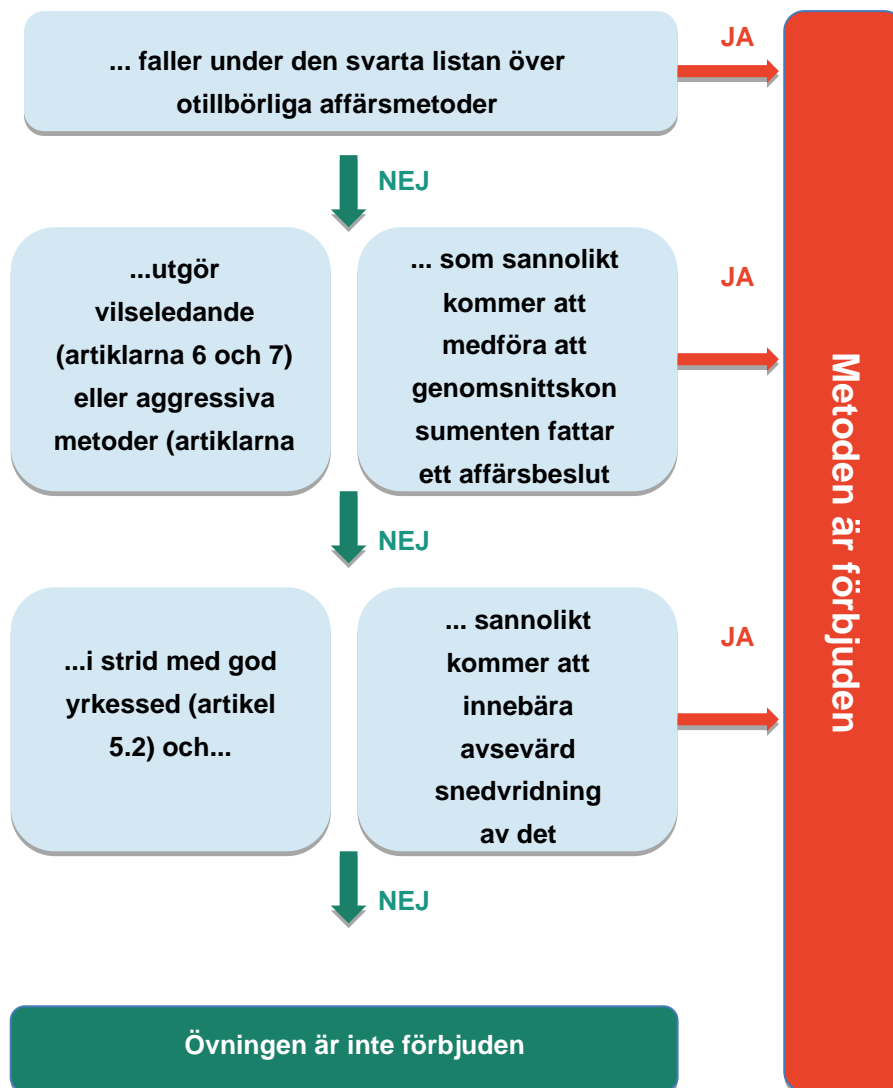 ... faller under den svarta listan över
otillbörliga affärsmetoder
JA
NEJ
...utgör
vilseledande
(artiklarna 6 och 7)
eller aggressiva
metoder (artiklarna
... som sannolikt
kommer att
medföra att
genomsnittskon
sumenten fattar
ett affärsbeslut
JA
NEJ
...i strid med god
yrkessed (artikel
5.2) och...
... sannolikt
kommer att
innebära
avsevärd
snedvridning
av det
JA
NEJ
Övningen är inte förbjuden
Metoden är förbjuden